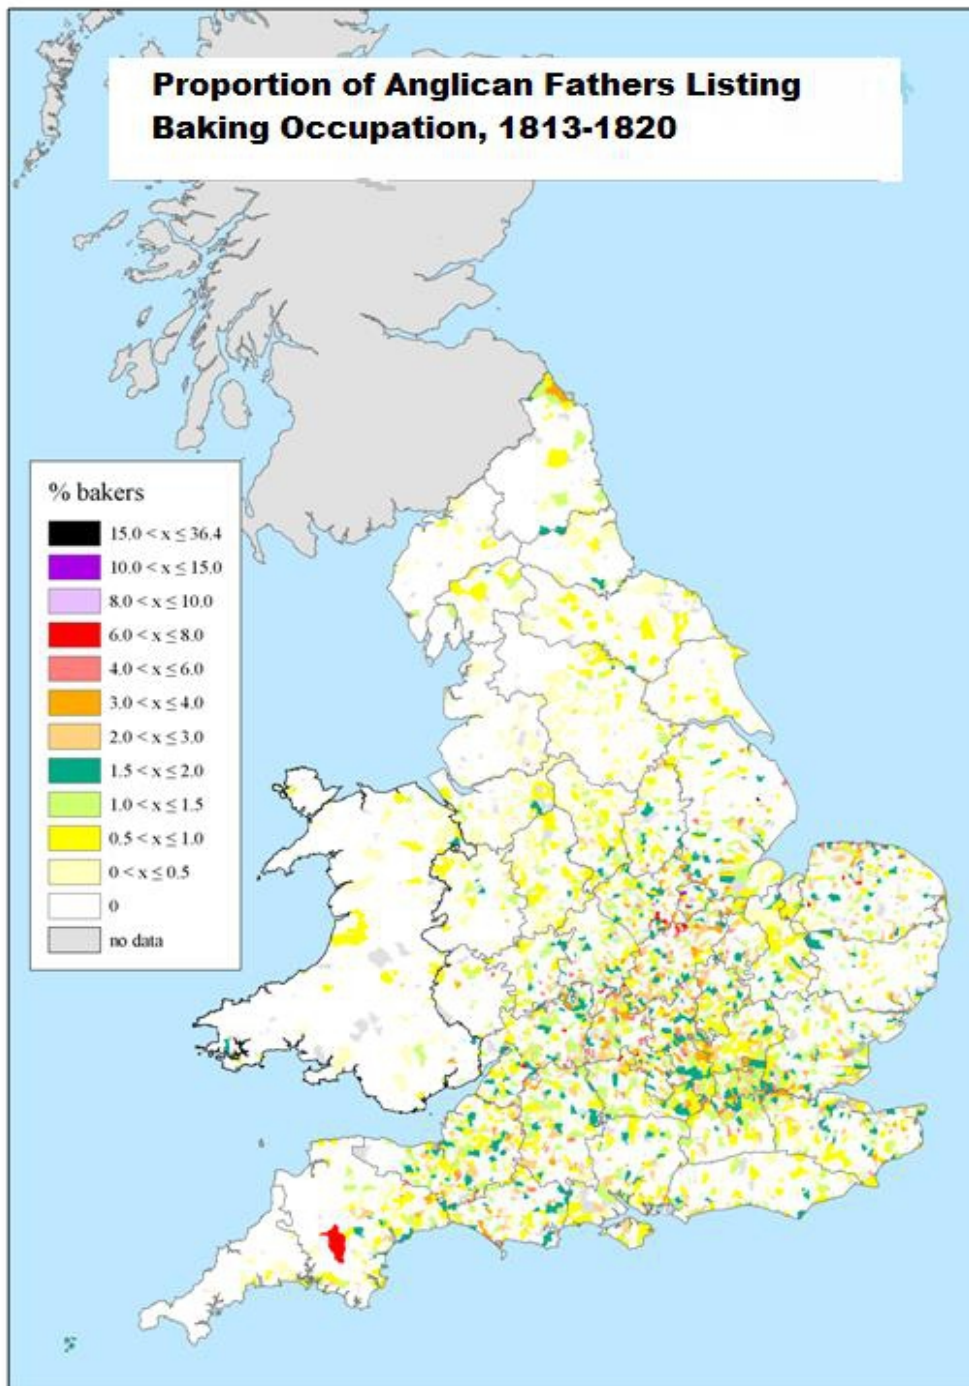 Proportion of Anglican Fathers Listing
Baking Occupation, 1813-1820
% bakers
15.0 < x ≤ 36.4
10.0 < x ≤ 15.0
8.0 < x ≤ 10.0
6.0 < x ≤ 8.0
4.0 < x ≤ 6.0
3.0 < x ≤ 4.0
2.0 < x ≤ 3.0
1.5 < x ≤ 2.0
1.0 < x ≤ 1.5
0.5 < x ≤ 1.0
0 < x ≤ 0.5
0
no data